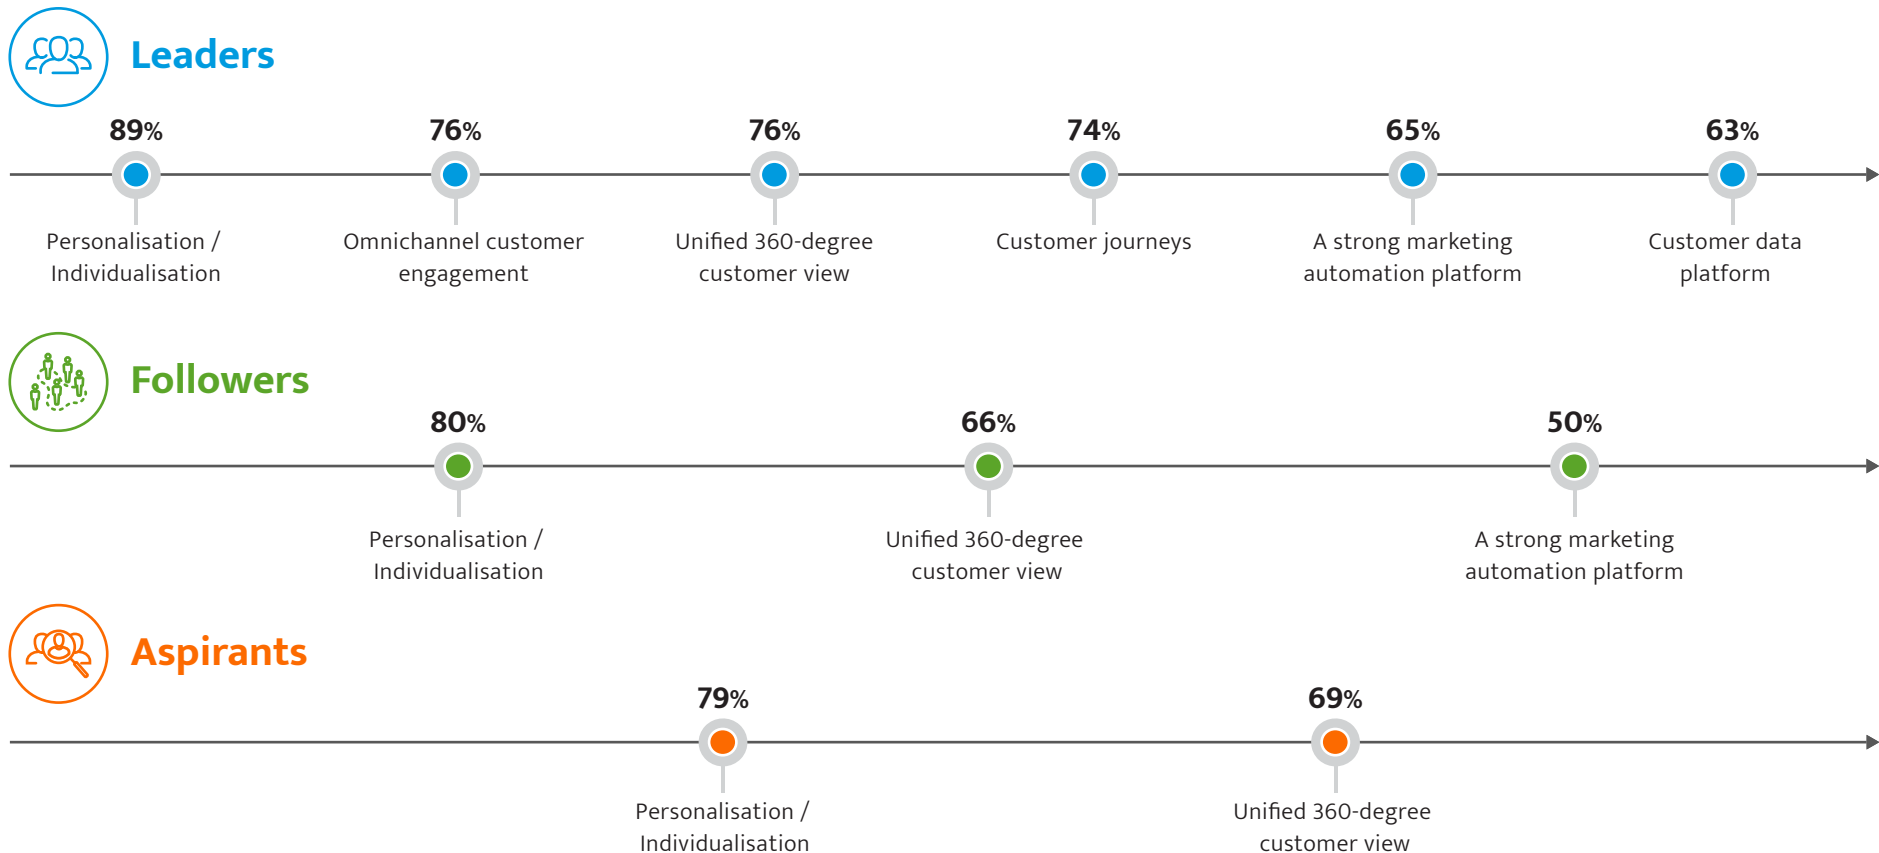 Leaders
89% 76% 76% 74% 65% 63%
Personalisation / Omnichannel customer Unified 360-degree Customer journeys A strong marketing Customer data
Individualisation engagement customer view automation platform platform
Followers
80% 66% 50%
Personalisation / Unified 360-degree A strong marketing
Individualisation customer view automation platform
Aspirants
79% 69%
Personalisation / Unified 360-degree
Individualisation customer view